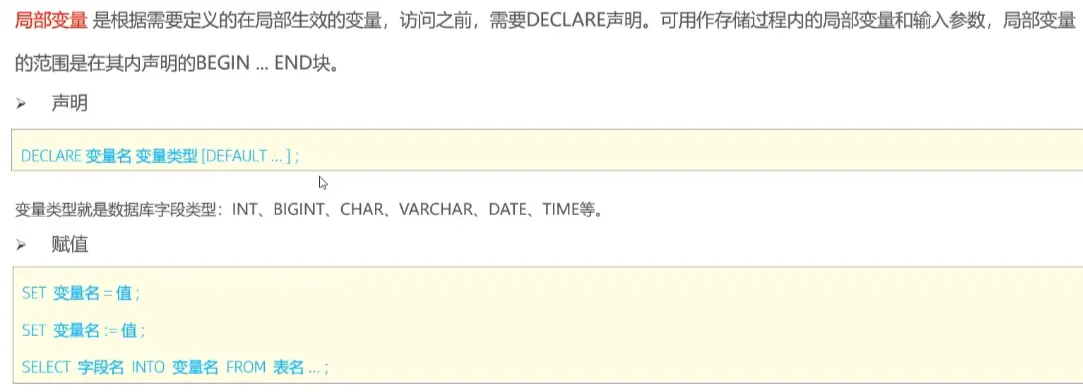 局部变量 是根据需要定义的在局部生效的变量，访问之前，需要DECLARE声明。可用作存储过程内的局部变量和输入参数，局部变量
的范围是在其内声明的BEGIN ... END块。
➢ 声明
DECLARE 变量名 变量类型 [DEFAULT ... ] ;
变量类型就是数据库字段类型：INT、BIGINT、CHAR、VARCHAR、DATE、TIME等。
➢ 赋值
SET 变量名 = 值 ;
SET 变量名 := 值 ;
SELECT 字段名 INTO 变量名 FROM 表名 ... ;